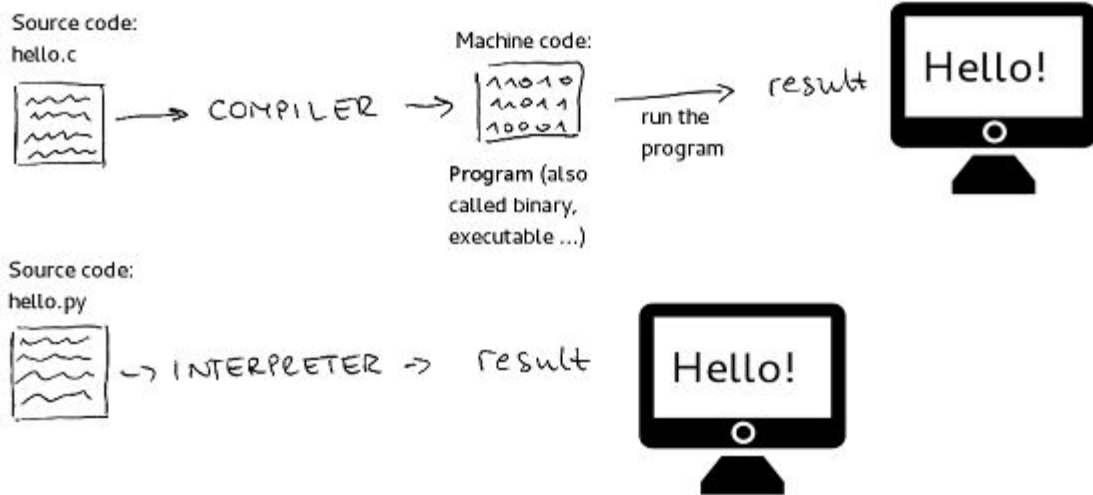 Source code:
hello.c
COMPILER
Machine code:
11010
11011
10001
Program (also
called binary,
executable ...)
run the
program
result
Hello!
Source code:
hello.py
INTERPRETER
result
Hello!